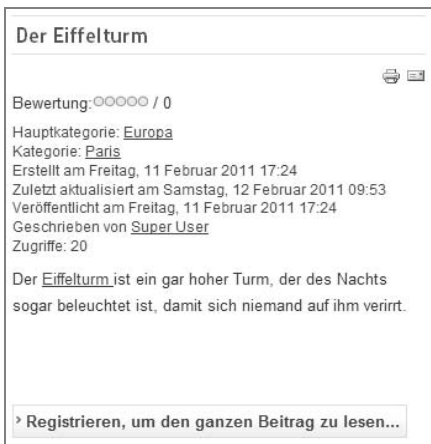 Der Eiffelturm
Bewertung: / 0
Hauptkategorie: Europa
Kategorie: Paris
Erstellt am Freitag, 11 Februar 2011 17:24
Zuletzt aktualisiert am Samstag, 12 Februar 2011 09:53
Veröffentlicht am Freitag, 11 Februar 2011 17:24
Geschrieben von Super User
Zugriffe: 20
Der Eiffelturm ist ein gar hoher Turm, der des Nachts
sogar beleuchtet ist, damit sich niemand auf ihm verirrt.
Registrieren, um den ganzen Beitrag zu lesen...